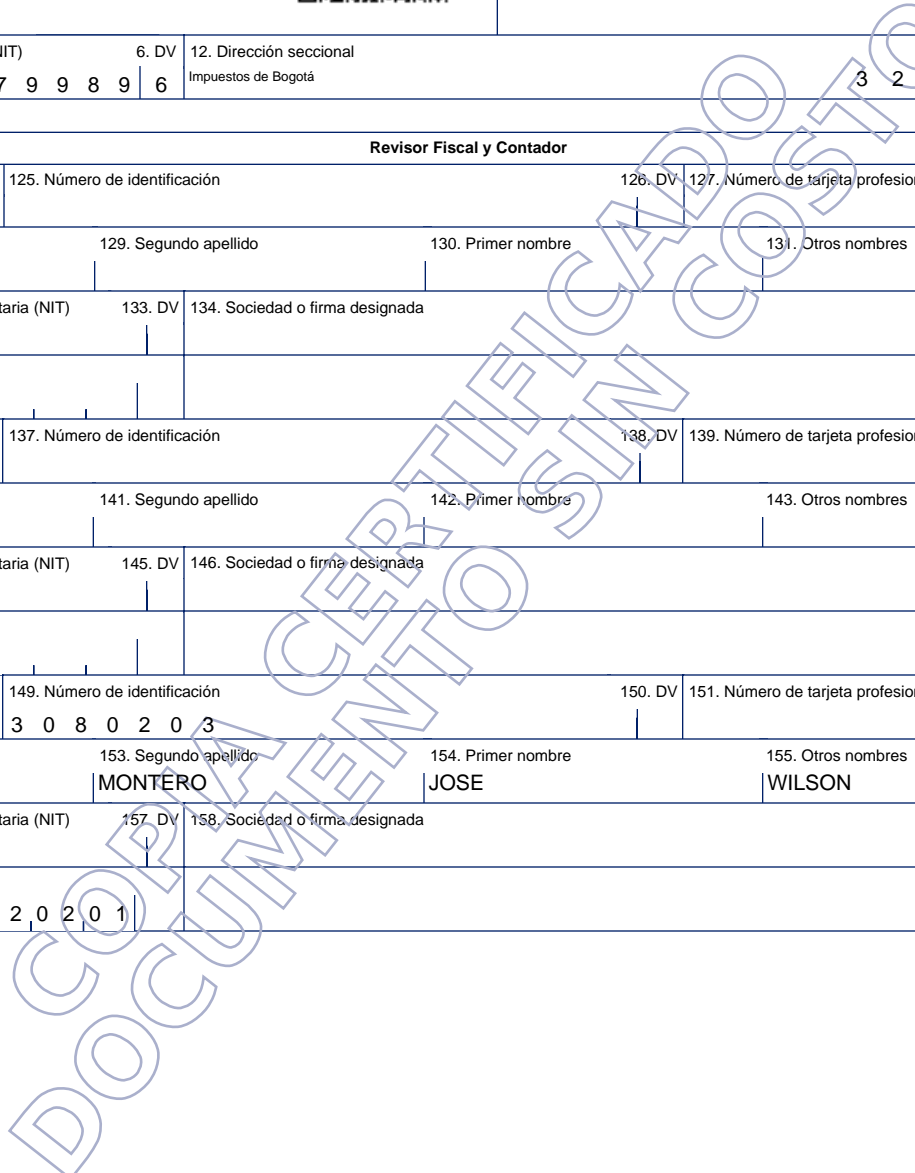 NIT) 6. DV 12. Dirección seccional
7 9 9 8 9 6 Impuestos de Bogotá 3 2
Revisor Fiscal y Contador
125. Número de identificación 126. DV 127. Número de tarjeta profesion
129. Segundo apellido 130. Primer nombre 131. Otros nombres
taria (NIT) 133. DV 134. Sociedad o firma designada
137. Número de identificación 138. DV 139. Número de tarjeta profesion
141. Segundo apellido 142. Primer nombre 143. Otros nombres
taria (NIT) 145. DV 146. Sociedad o firma designada
149. Número de identificación 150. DV 151. Número de tarjeta profesion
3 0 8 0 2 0 3
153. Segundo apellido 154. Primer nombre 155. Otros nombres
MONTERO JOSE WILSON
taria (NIT) 157. DV 158. Sociedad o firma designada
2 0 2 0 1
COPIA CERTIFICADO
DOCUMENTO SIN COSTO